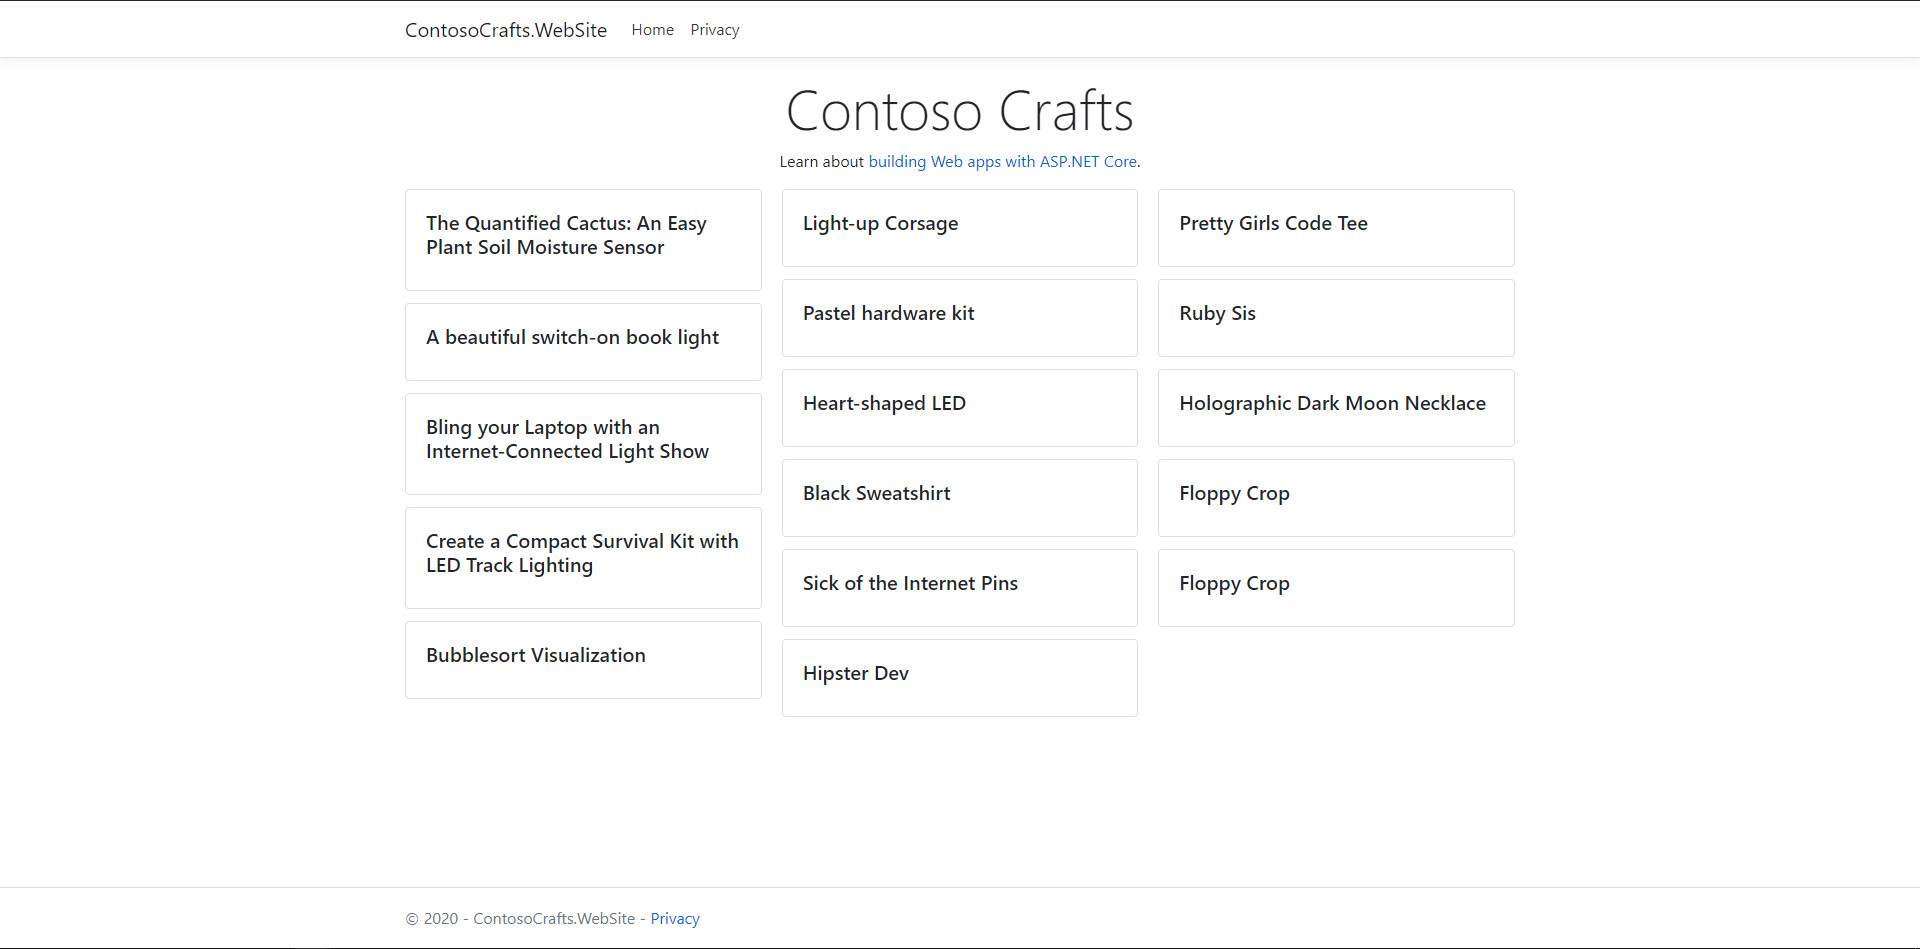 ContosoCrafts.WebSite Home Privacy
Contoso Crafts
Learn about building Web apps with ASP.NET Core.
The Quantified Cactus: An Easy
Plant Soil Moisture Sensor
A beautiful switch-on book light
Bling your Laptop with an
Internet-Connected Light Show
Create a Compact Survival Kit with
LED Track Lighting
Bubblesort Visualization
Light-up Corsage
Pastel hardware kit
Heart-shaped LED
Black Sweatshirt
Sick of the Internet Pins
Hipster Dev
Pretty Girls Code Tee
Ruby Sis
Holographic Dark Moon Necklace
Floppy Crop
Floppy Crop
© 2020 - ContosoCrafts.WebSite - Privacy